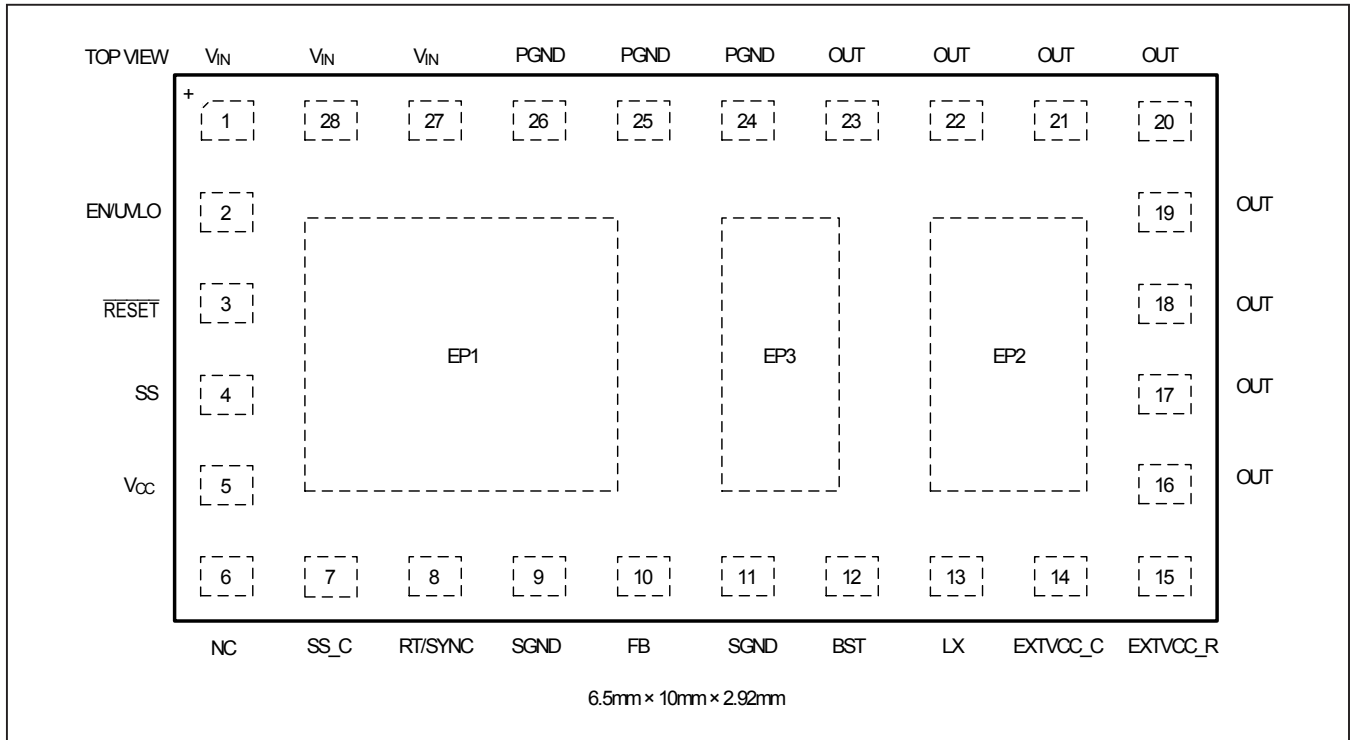 TOP VIEW VIN VIN VIN PGND PGND PGND OUT OUT OUT OUT
+
1 28 27 26 25 24 23 22 21 20
EN/UVLO 2 19 OUT
RESET 3 18 OUT
EP1 EP3 EP2
SS 4 17 OUT
VCC 5 16 OUT
6 7 8 9 10 11 12 13 14 15
NC SS_C RT/SYNC SGND FB SGND BST LX EXTVCC_C EXTVCC_R
6.5mm × 10mm × 2.92mm